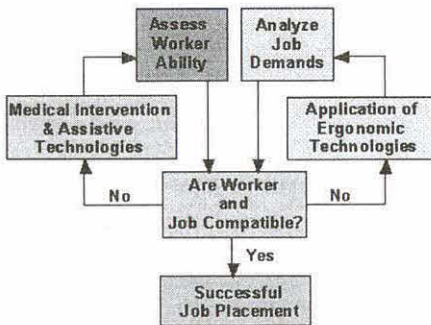 Assess
Worker
Ability
Analyze
Job
Demands
Medical Intervention
& Assistive
Technologies
Application of
Ergonomic
Technologies
No
Are Worker
and
Job Compatible?
No
Yes
Successful
Job Placement